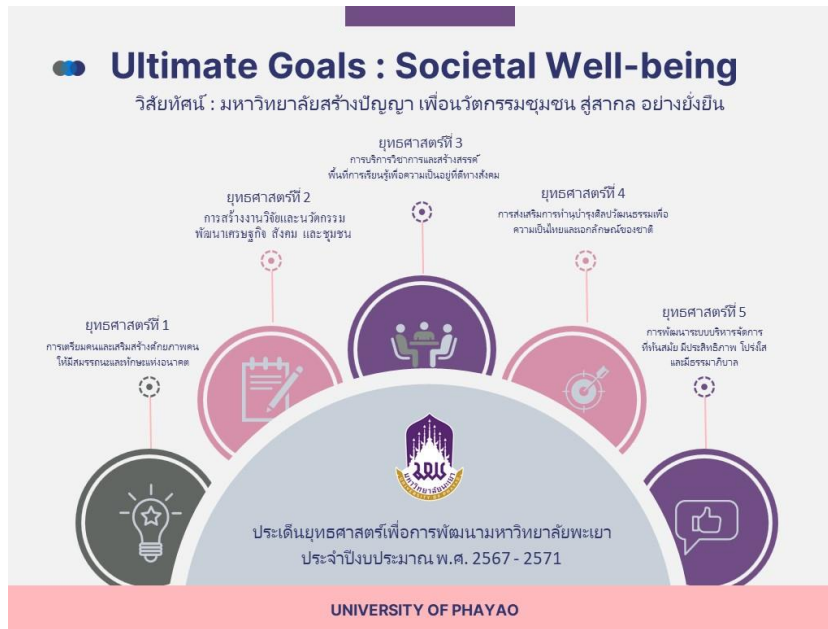 Ultimate Goals : Societal Well-being
วิสัยทัศน์ : มหาวิทยาลัยสร้างปัญญา เพื่อนวัตกรรมชุมชน สู่สากล อย่างยั่งยืน
ยุทธศาสตร์ที่ 1
การเตรียมคนและเสริมสร้างศักยภาพคน
ให้มีสมรรถนะและทักษะแห่งอนาคต
ยุทธศาสตร์ที่ 2
การสร้างงานวิจัยและนวัตกรรม
พัฒนาเศรษฐกิจ สังคม และชุมชน
ยุทธศาสตร์ที่ 3
การบริการวิชาการและสร้างสรรค์
พื้นที่การเรียนรู้เพื่อความเป็นอยู่ที่ดีทางสังคม
ยุทธศาสตร์ที่ 4
การส่งเสริมการทำนุบำรุงศิลปวัฒนธรรมเพื่อ
ความเป็นไทยและเอกลักษณ์ของชาติ
ยุทธศาสตร์ที่ 5
การพัฒนาระบบบริหารจัดการ
ที่ทันสมัย มีประสิทธิภาพ โปร่งใส
และมีธรรมาภิบาล
มหาวิทยาลัยพะเยา
UNIVERSITY OF PHAYAO
ประเด็นยุทธศาสตร์เพื่อการพัฒนามหาวิทยาลัยพะเยา
ประจำปีงบประมาณ พ.ศ. 2567 - 2571
UNIVERSITY OF PHAYAO